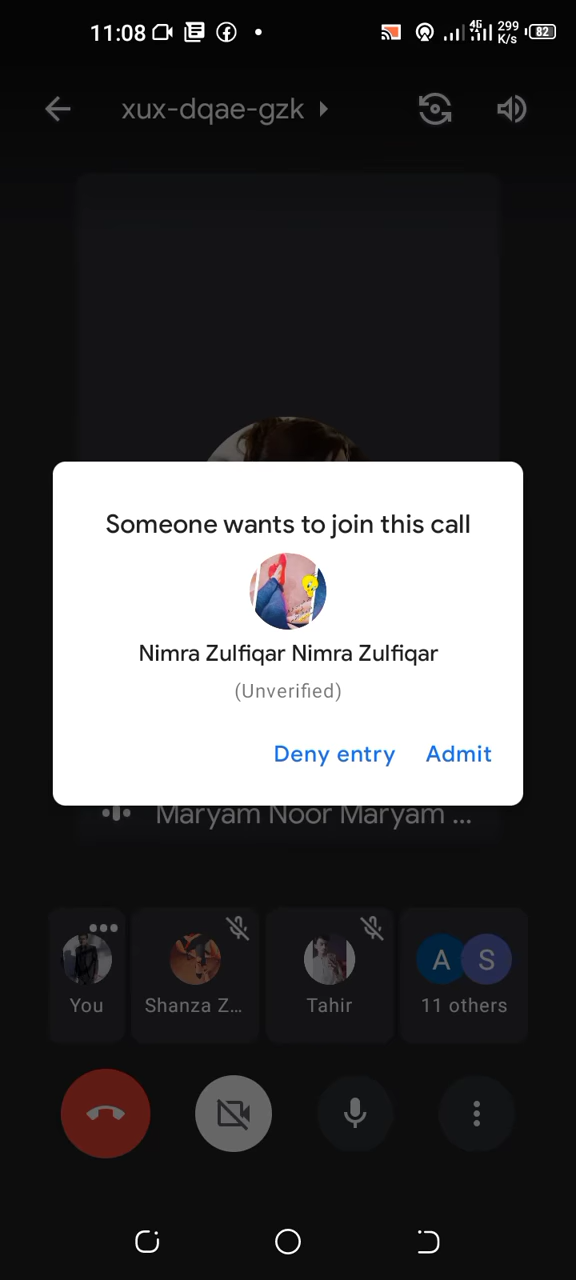 11:08
4G
299
K/s
82
xux-dqae-gzk
Someone wants to join this call
Nimra Zulfiqar Nimra Zulfiqar
(Unverified)
Deny entry Admit
Maryam Noor Maryam ...
A S
You Shanza Z... Tahir 11 others